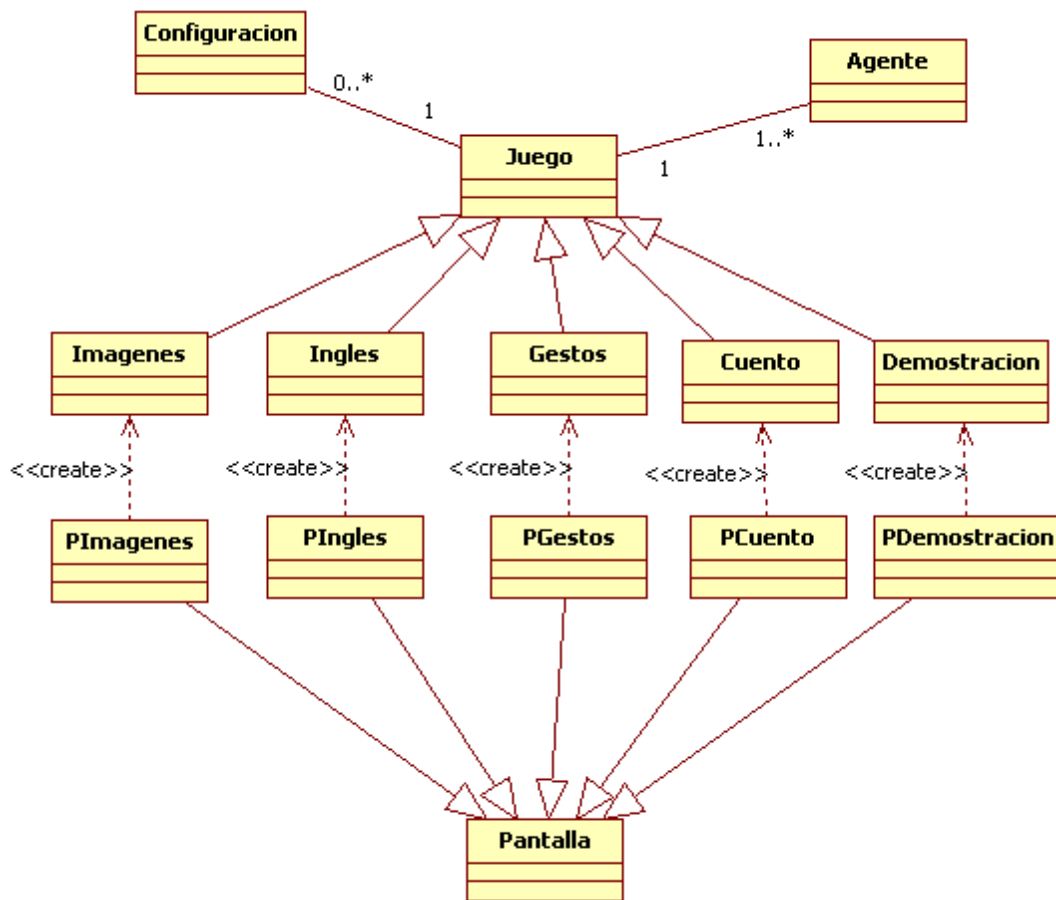 Configuracion
Agente
0..*
1
1..*
1
Juego
Imagenes
Ingles
Gestos
Cuento
Demostracion
<<create>>
<<create>>
<<create>>
<<create>>
<<create>>
PImagenes
PIngles
PGestos
PCuento
PDemostracion
Pantalla